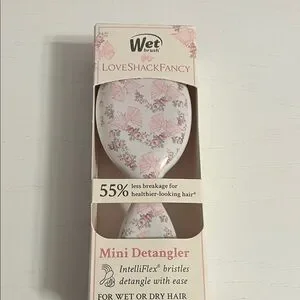 Wet
brush
LOVESHACKFANCY
55% less breakage for
healthier-looking hair*
Mini Detangler
IntelliFlex® bristles
detangle with ease
FOR WET OR DRY HAIR